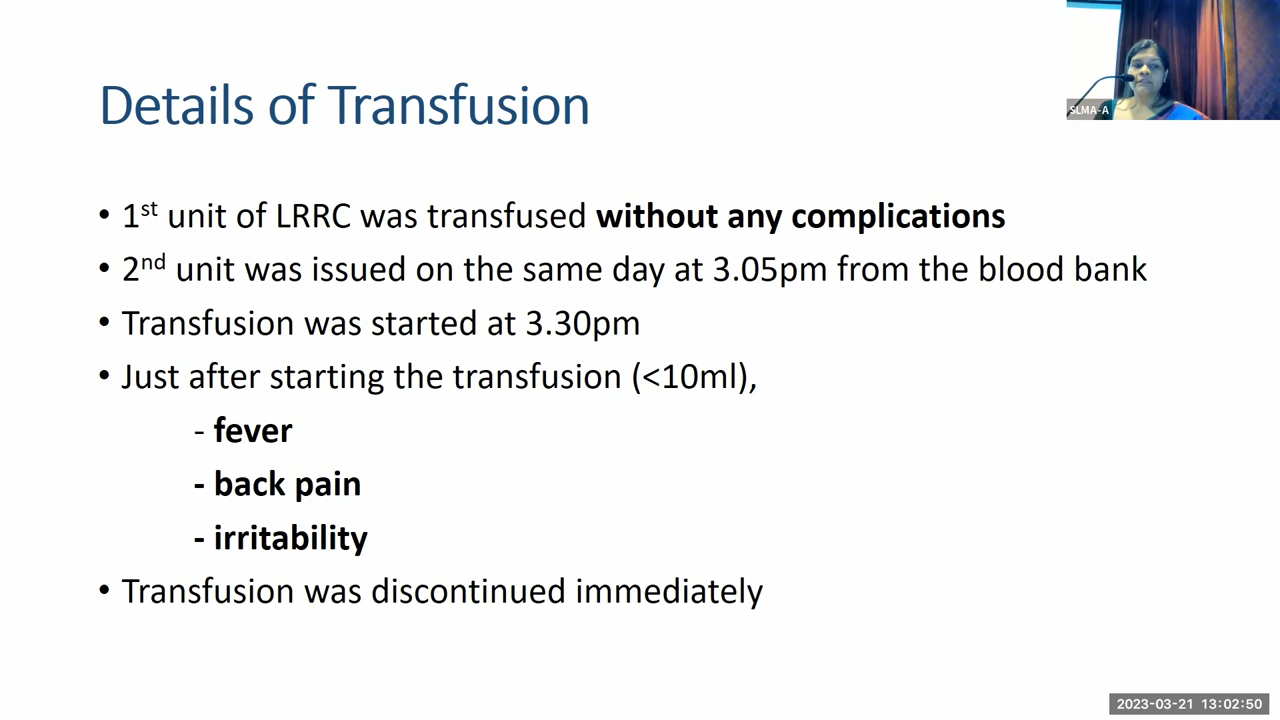 Details of Transfusion
SLMA-A
• 1st unit of LRRC was transfused without any complications
• 2nd unit was issued on the same day at 3.05pm from the blood bank
• Transfusion was started at 3.30pm
• Just after starting the transfusion (<10ml),
- fever
- back pain
- irritability
• Transfusion was discontinued immediately
2023-03-21 13:02:50